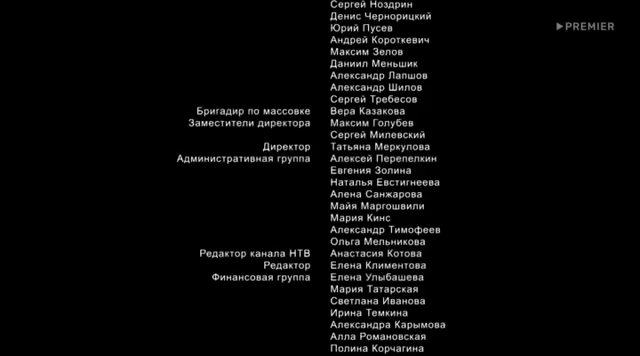 Сергей Ноздрин
Денис Чернорицкий
PREMIER
Юрий Пусев
Андрей Короткевич
Максим Зелов
Даниил Меньшик
Александр Лапшов
Александр Шилов
Сергей Требесов
Бригадир по массовке Вера Казакова
Заместители директора Максим Голубев
Сергей Милевский
Директор Татьяна Меркулова
Административная группа Алексей Перепелкин
Евгения Золина
Наталья Евстигнеева
Алена Санжарова
Майя Маргошвили
Мария Кинс
Александр Тимофеев
Ольга Мельникова
Редактор канала НТВ Анастасия Котова
Редактор Елена Климентова
Финансовая группа Елена Улыбашева
Мария Татарская
Светлана Иванова
Ирина Темкина
Александра Карымова
Алла Романовская
Полина Корчагина